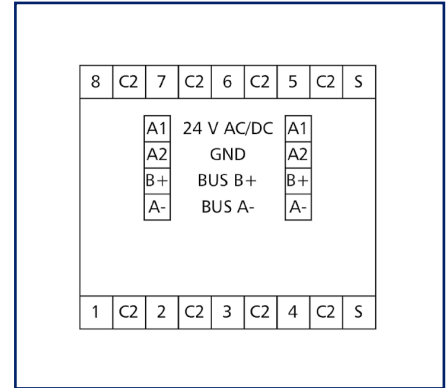 8 C2 7 C2 6 C2 5 C2 S
A1 24 V AC/DC A1
A2 GND A2
B+ BUS B+ B+
A- BUS A- A-
1 C2 2 C2 3 C2 4 C2 S